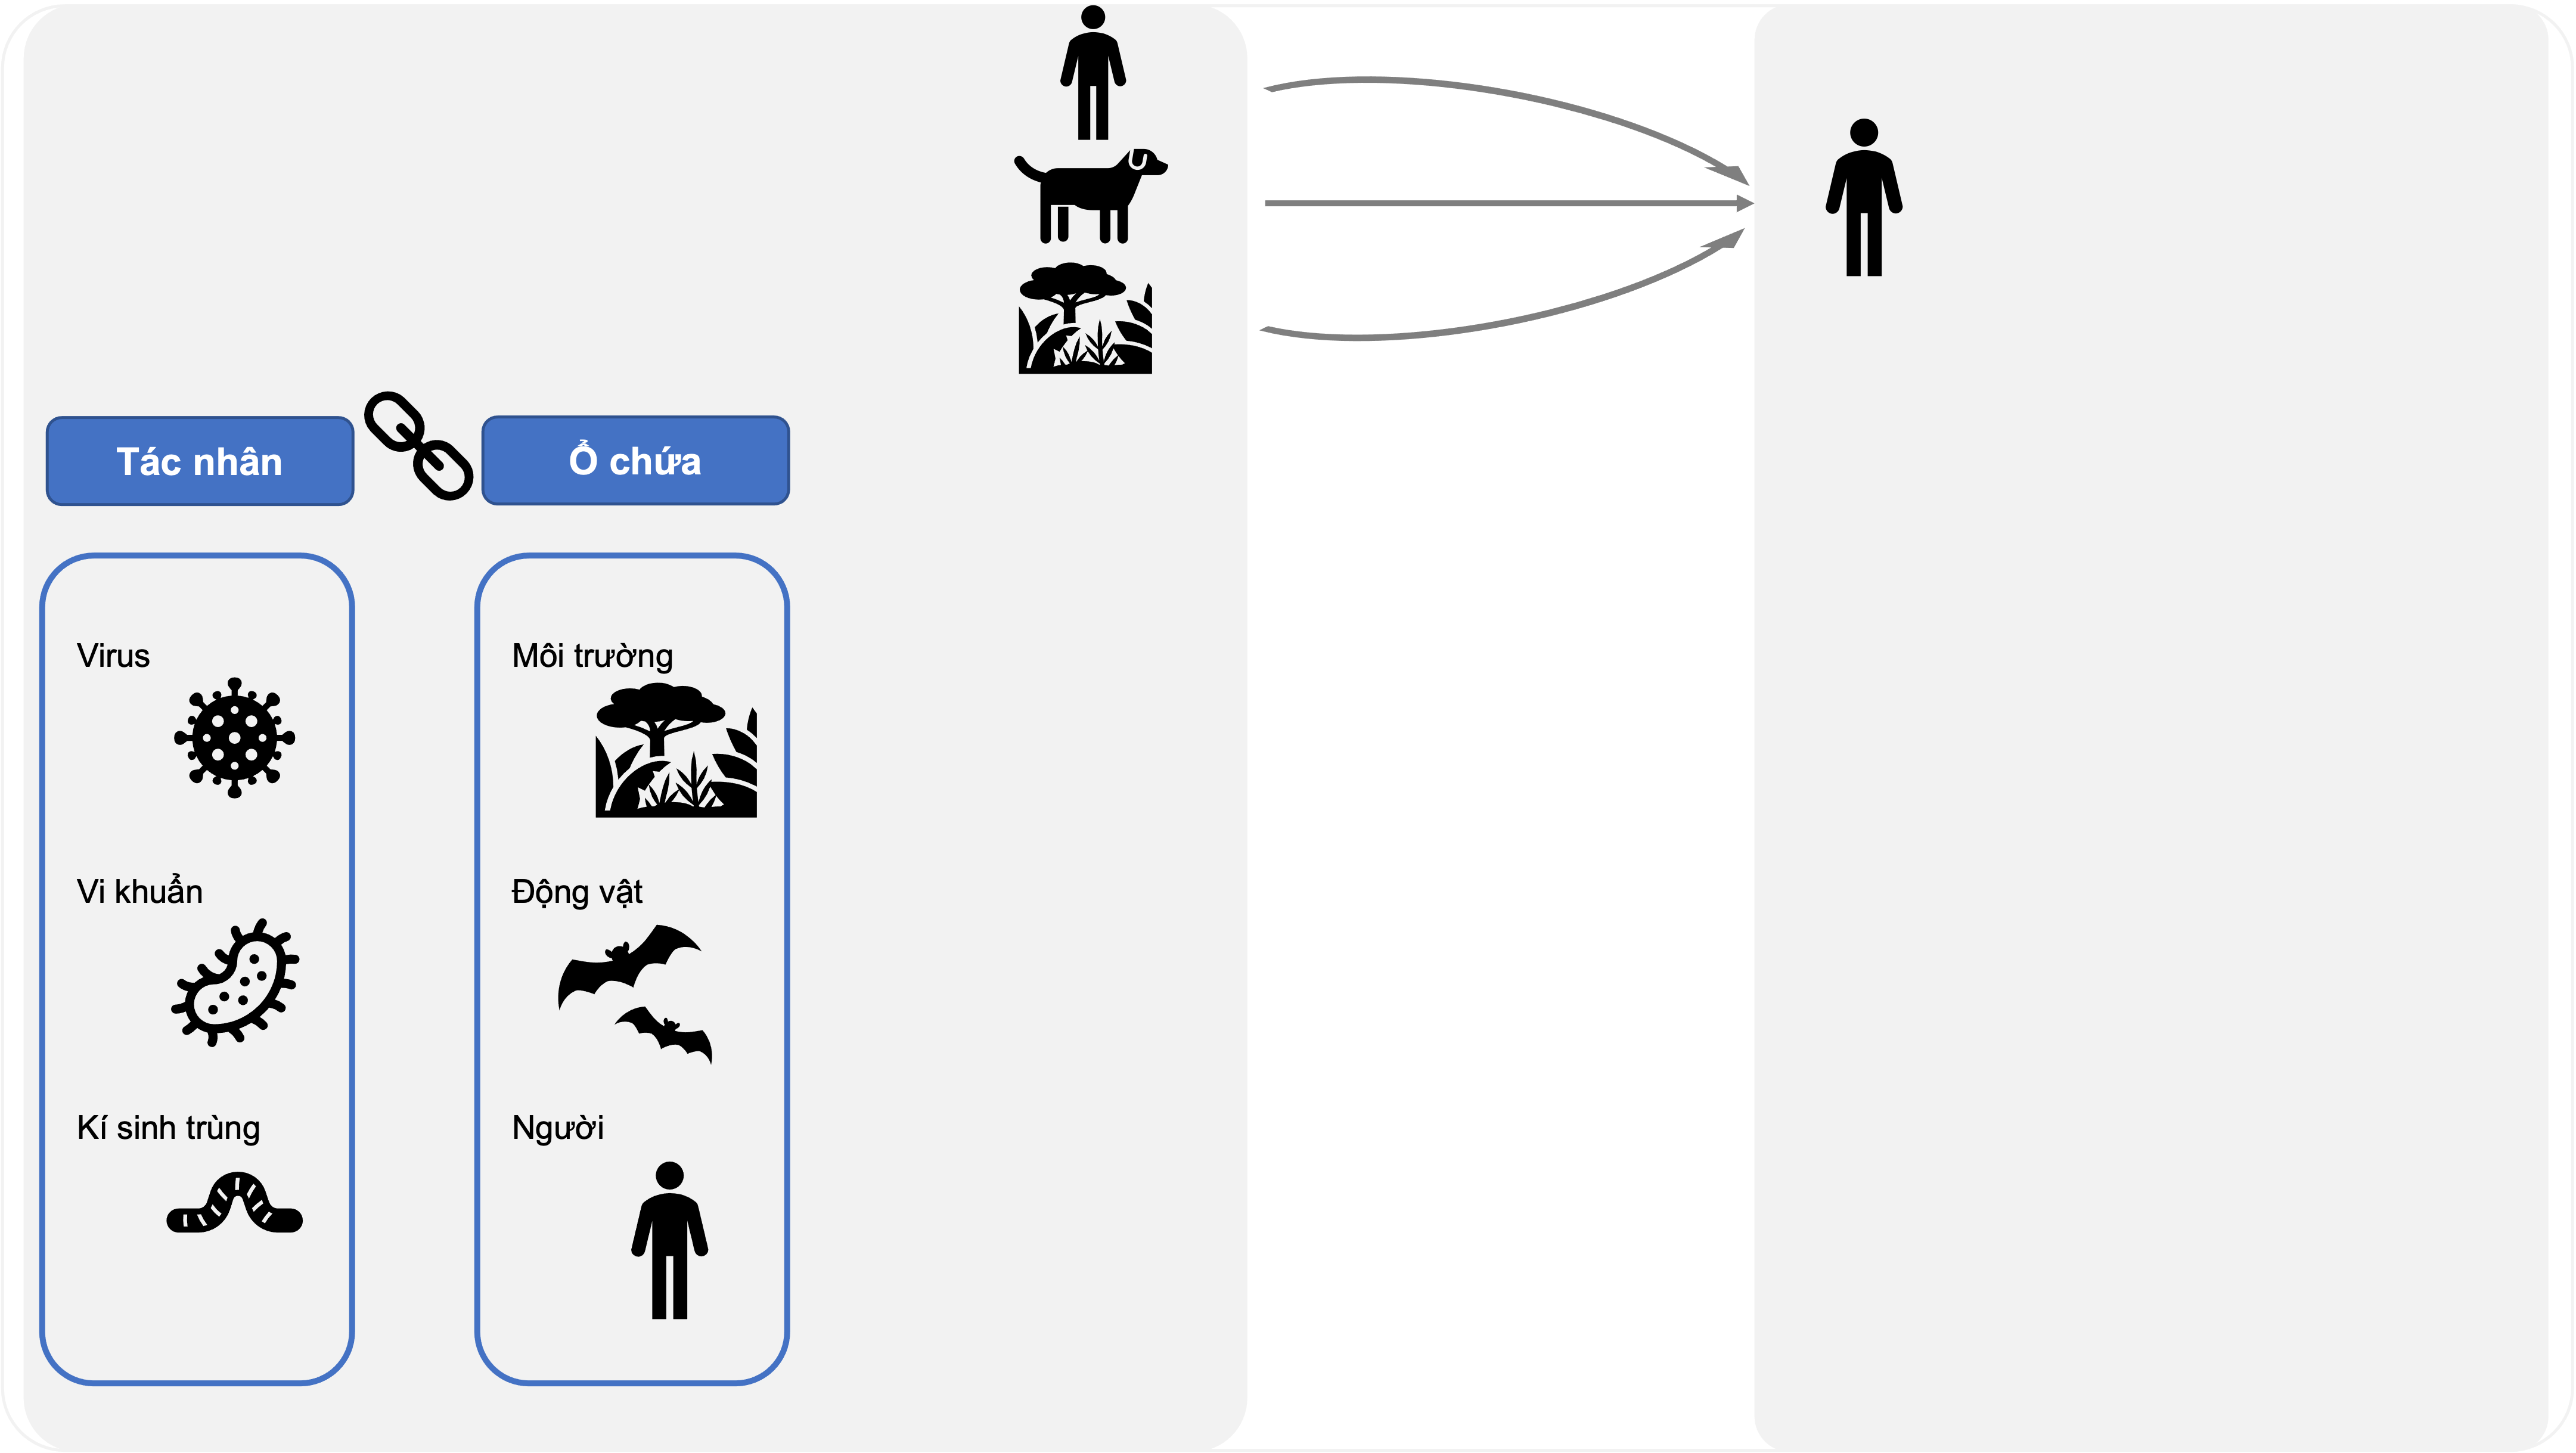 Tác nhân
Ổ chứa
Virus
Vi khuẩn
Kí sinh trùng
Môi trường
Động vật
Người